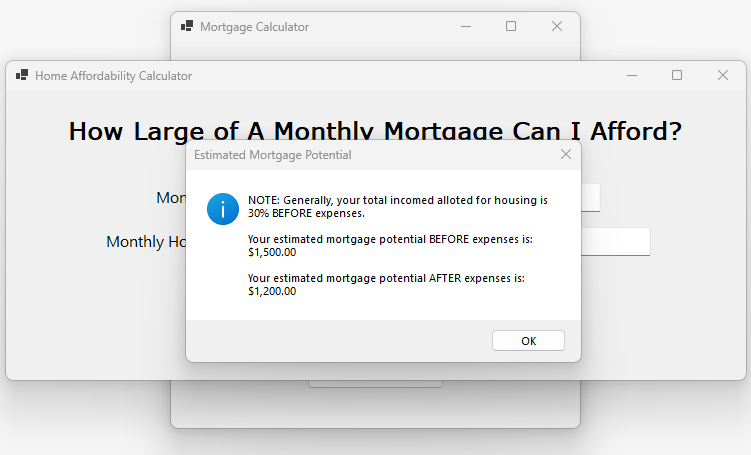 Mortgage Calculator
Home Affordability Calculator
How Large of A Monthly Mortgage Can I Afford?
Estimated Mortgage Potential
NOTE: Generally, your total incomed alloted for housing is
30% BEFORE expenses.
Your estimated mortgage potential BEFORE expenses is:
$1,500.00
Your estimated mortgage potential AFTER expenses is:
$1,200.00
Monthly Ho
OK